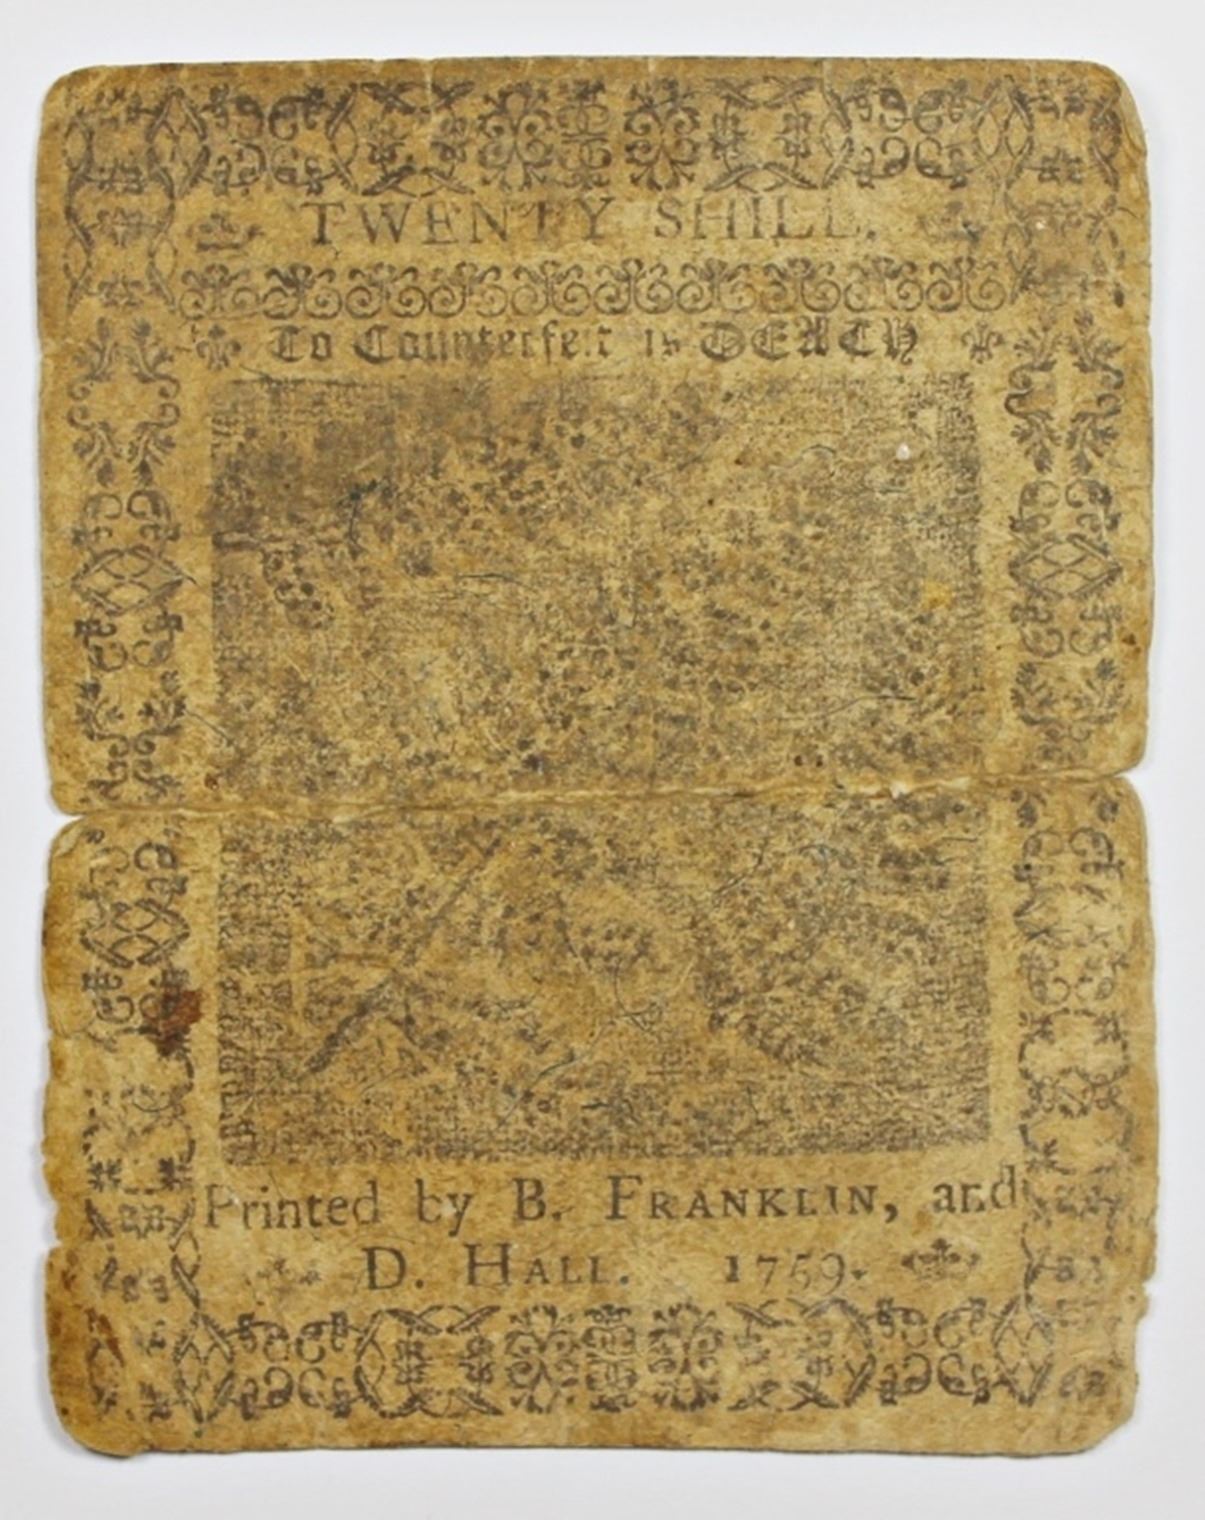 TWENTY SHILL.
To Counterfeit is DEATH
Printed by B. FRANKLIN, and
D. HALL. 1759.